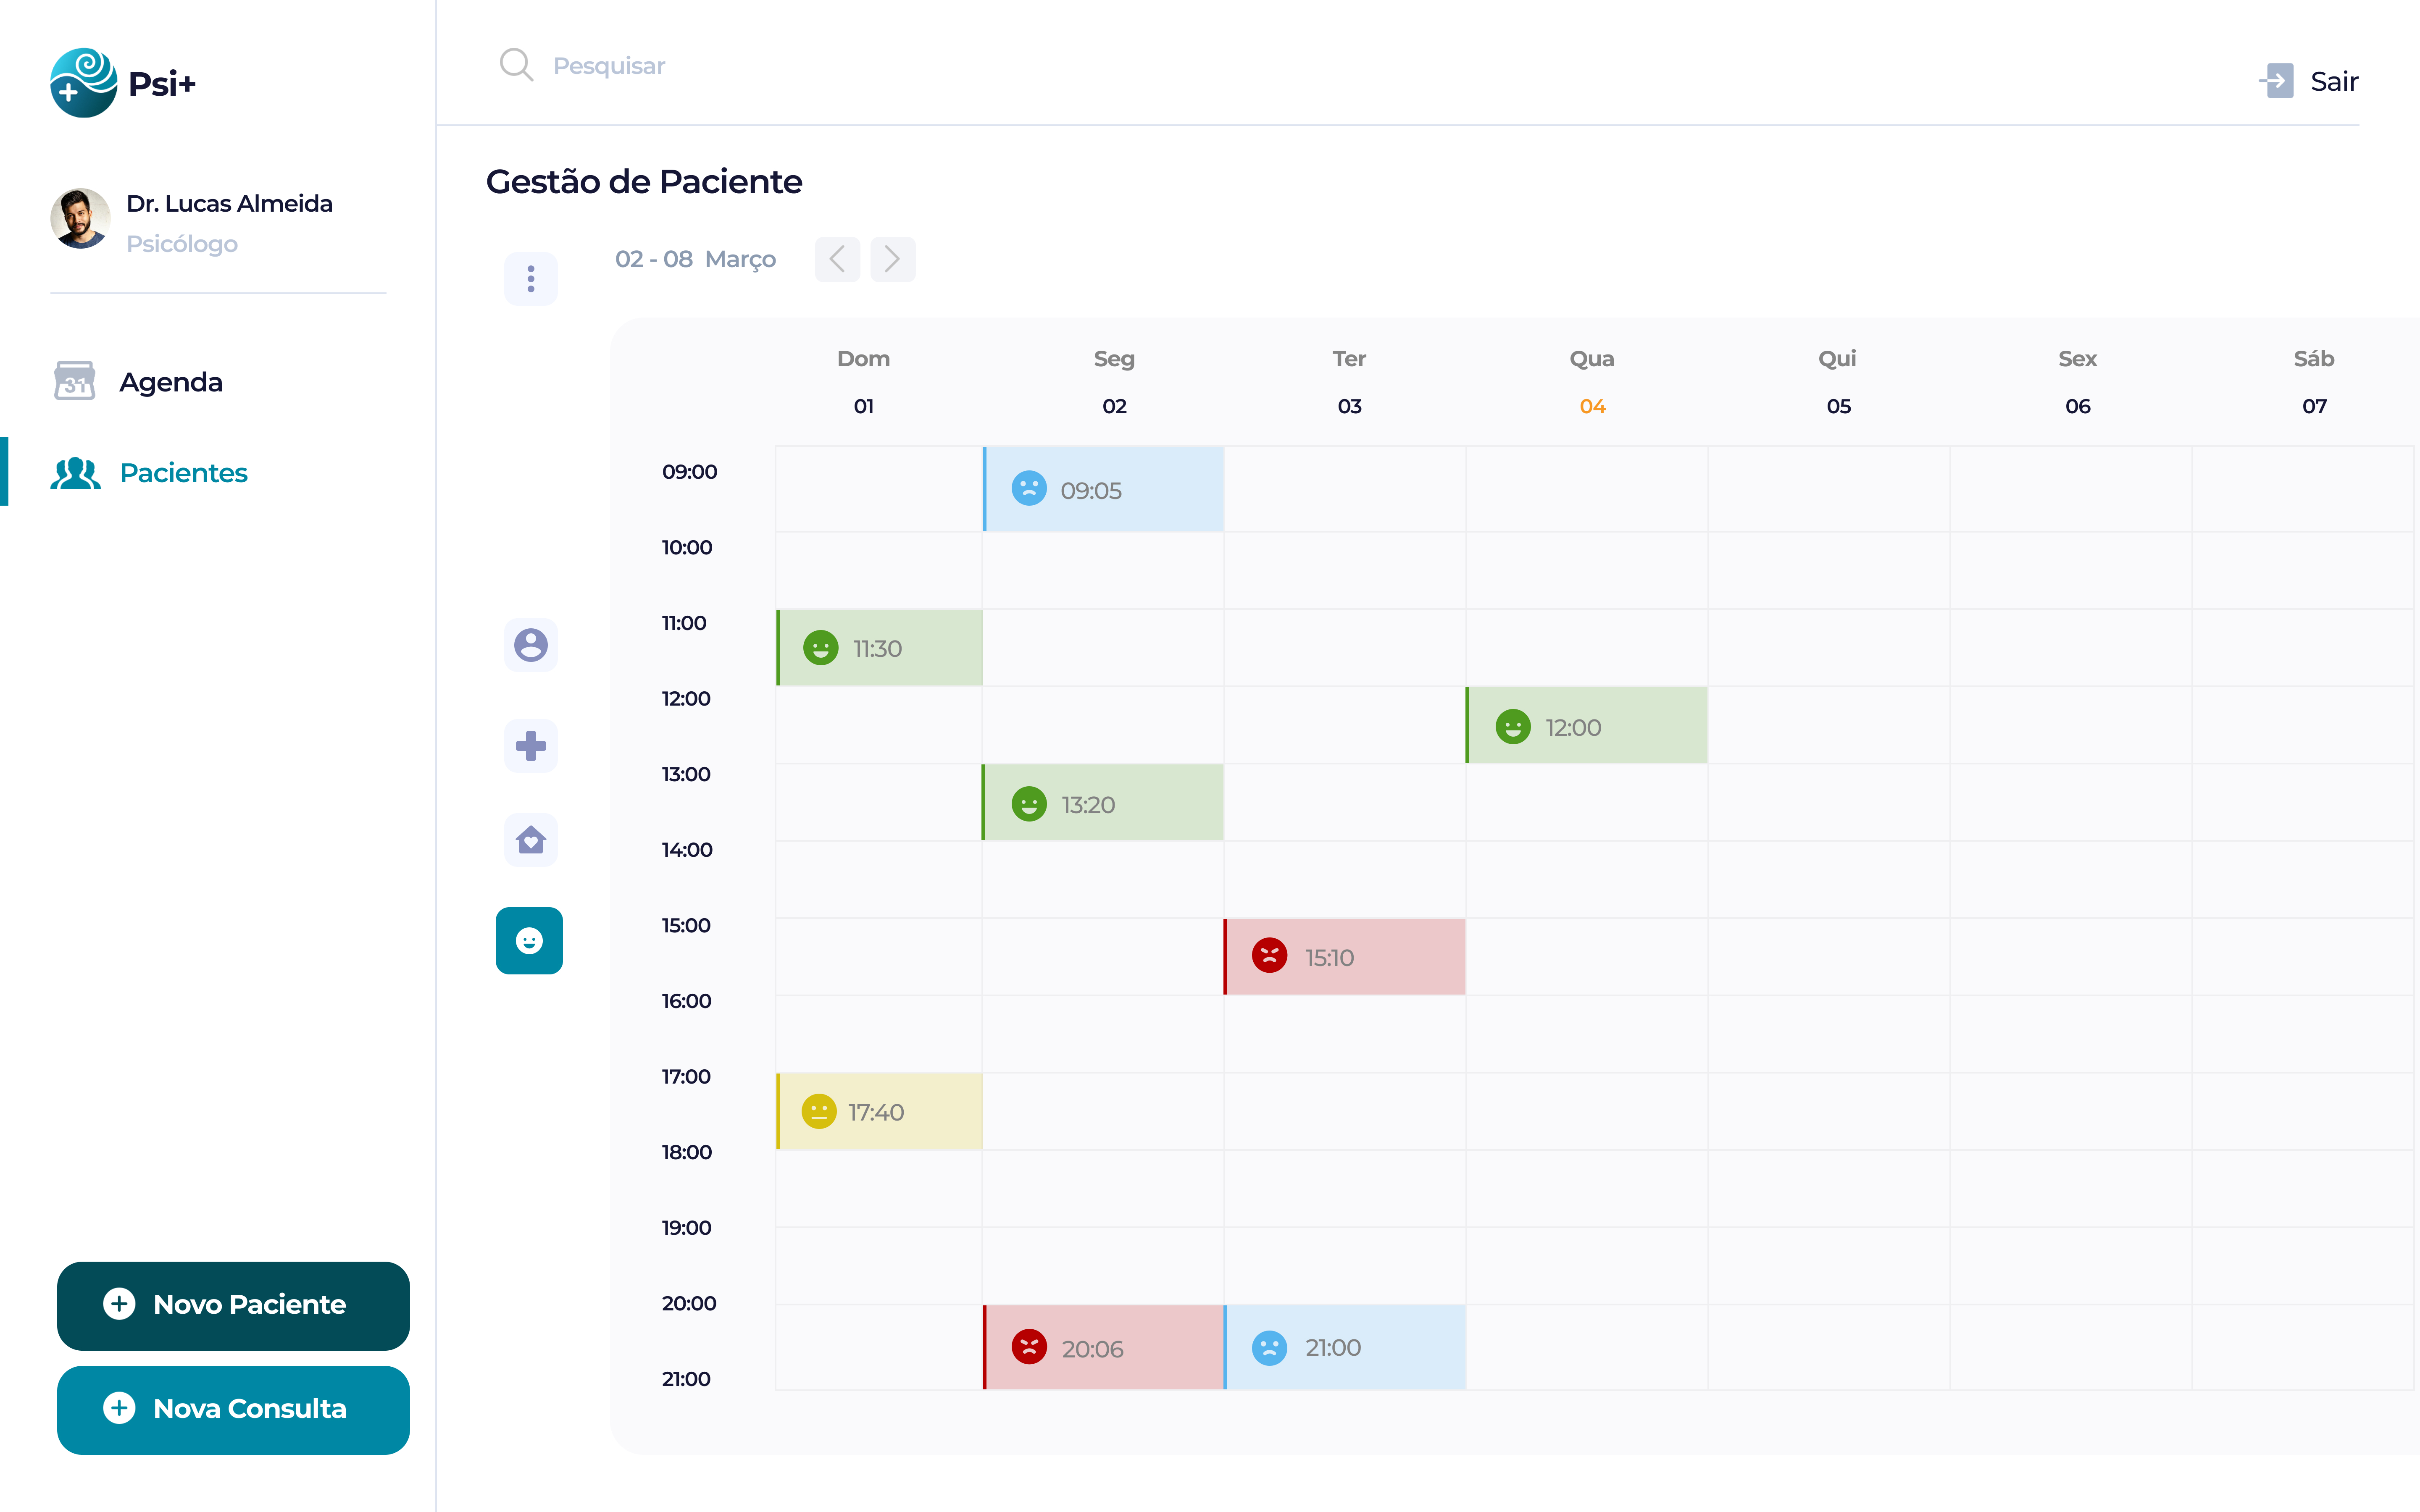 Psi+
Pesquisar
Sair
Dr. Lucas Almeida
Psicólogo
Agenda
Pacientes
Novo Paciente
Nova Consulta
Gestão de Paciente
02 - 08 Março
Dom Seg Ter Qua Qui Sex Sáb
01 02 03 04 05 06 07
09:00 09:05
10:00
11:00 11:30
12:00 12:00
13:00 13:20
14:00
15:00 15:10
16:00
17:00 17:40
18:00
19:00
20:00 20:06 21:00
21:00
31